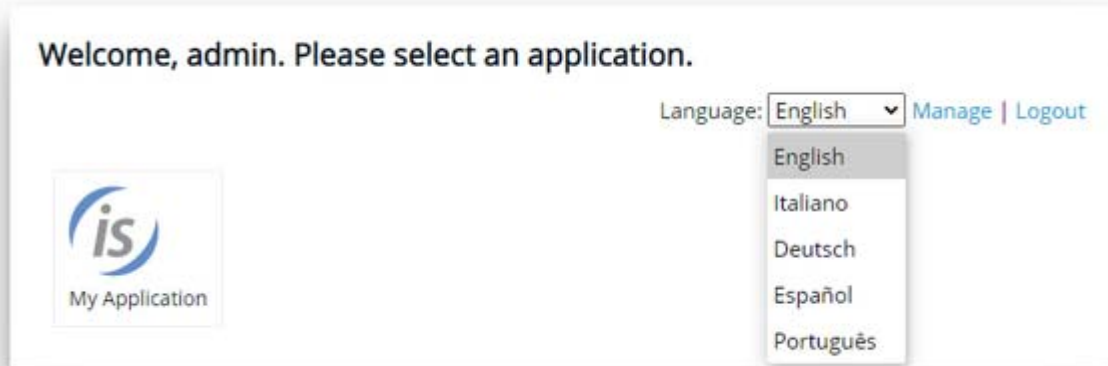 Welcome, admin. Please select an application.
Language: English Manage | Logout
English
Italiano
Deutsch
Español
Português
is
My Application